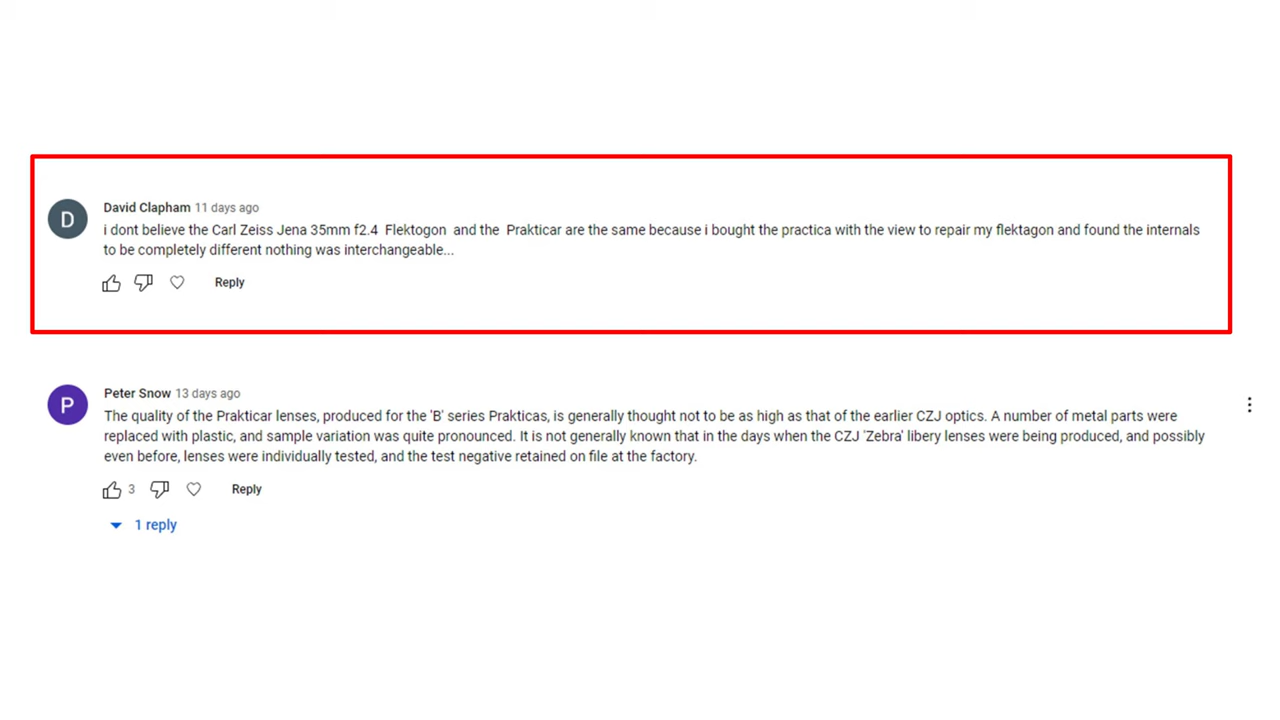 D
David Clapham 11 days ago
i dont believe the Carl Zeiss Jena 35mm f2.4 Flektogon and the Prakticar are the same because i bought the practica with the view to repair my flektagon and found the internals
to be completely different nothing was interchangeable...
Reply
P
Peter Snow 13 days ago
The quality of the Prakticar lenses, produced for the 'B' series Prakticas, is generally thought not to be as high as that of the earlier CZJ optics. A number of metal parts were
replaced with plastic, and sample variation was quite pronounced. It is not generally known that in the days when the CZJ 'Zebra' libery lenses were being produced, and possibly
even before, lenses were individually tested, and the test negative retained on file at the factory.
3 Reply
1 reply